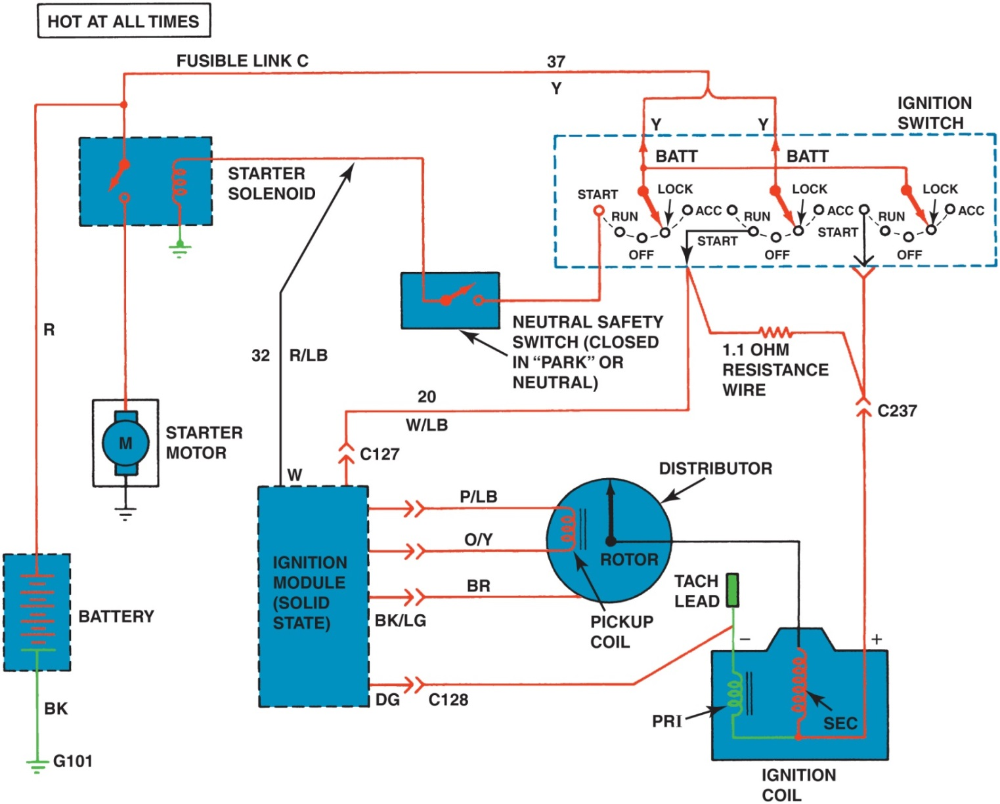 HOT AT ALL TIMES
FUSIBLE LINK C
37
Y
IGNITION
SWITCH
Y
Y
BATT
BATT
STARTER
SOLENOID
START
RUN
LOCK
ACC
OFF
START
RUN
LOCK
ACC
OFF
START
RUN
LOCK
ACC
OFF
R
32
R/LB
NEUTRAL SAFETY
SWITCH (CLOSED
IN “PARK” OR
NEUTRAL)
1.1 OHM
RESISTANCE
WIRE
20
W/LB
C237
M
STARTER
MOTOR
C127
W
DISTRIBUTOR
P/LB
O/Y
ROTOR
IGNITION
MODULE
(SOLID
STATE)
BR
BK/LG
TACH
LEAD
PICKUP
COIL
BATTERY
–
+
DG
C128
BK
PRI
SEC
G101
IGNITION
COIL